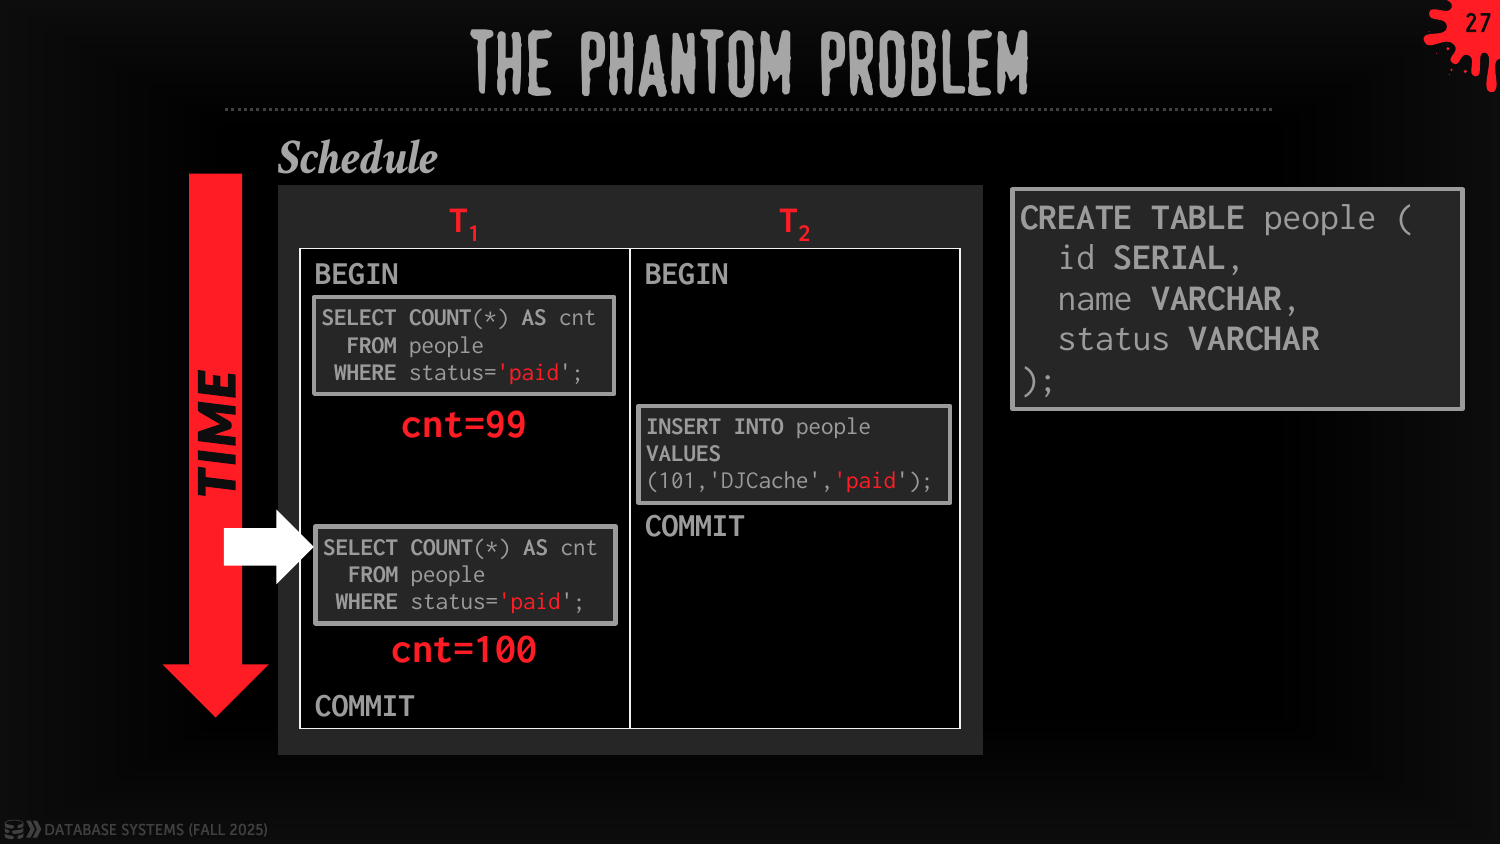 27
THE PHANTOM PROBLEM
Schedule
TIME
T1
T2
BEGIN
SELECT COUNT(*) AS cnt
FROM people
WHERE status='paid';
cnt=99
SELECT COUNT(*) AS cnt
FROM people
WHERE status='paid';
cnt=100
COMMIT
BEGIN
INSERT INTO people
VALUES
(101,'DJCache','paid');
COMMIT
CREATE TABLE people (
id SERIAL,
name VARCHAR,
status VARCHAR
);
DATABASE SYSTEMS (FALL 2025)